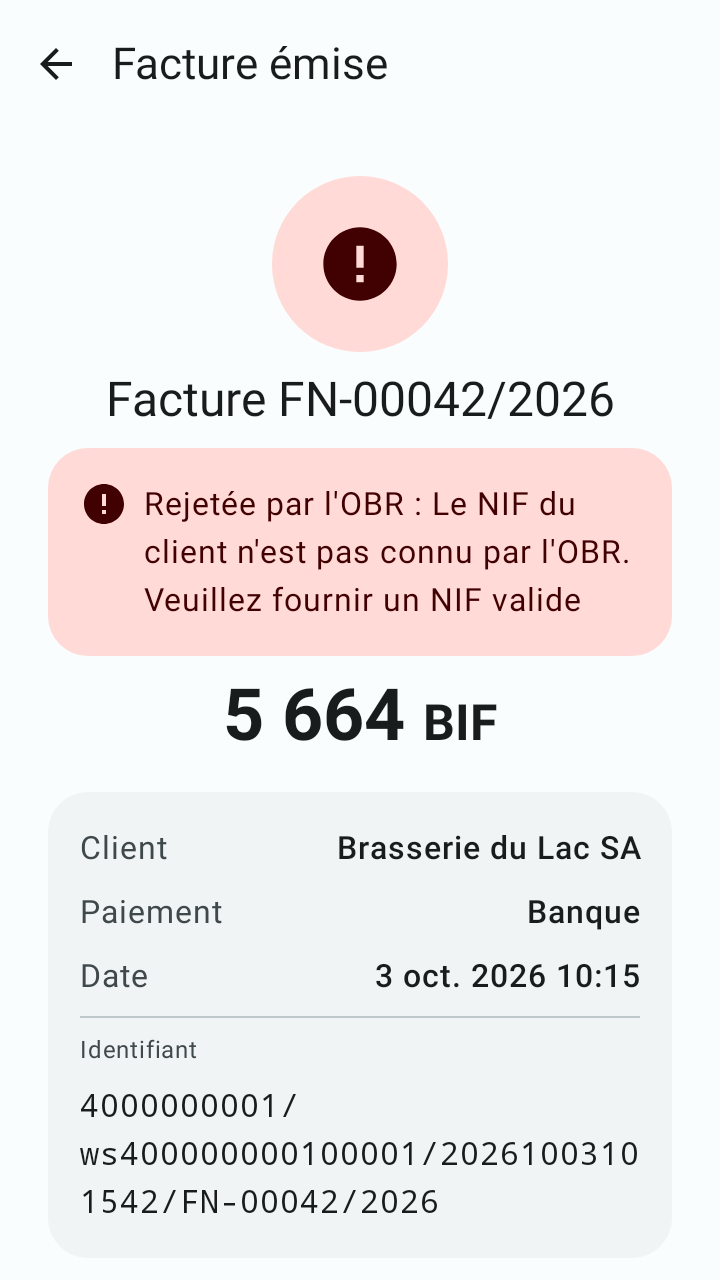 Facture émise
Facture FN-00042/2026
Rejetée par l'OBR : Le NIF du
client n'est pas connu par l'OBR.
Veuillez fournir un NIF valide
5 664 BIF
Client Brasserie du Lac SA
Paiement Banque
Date 3 oct. 2026 10:15
Identifiant
4000000001/
ws400000000100001/2026100310
1542/FN-00042/2026